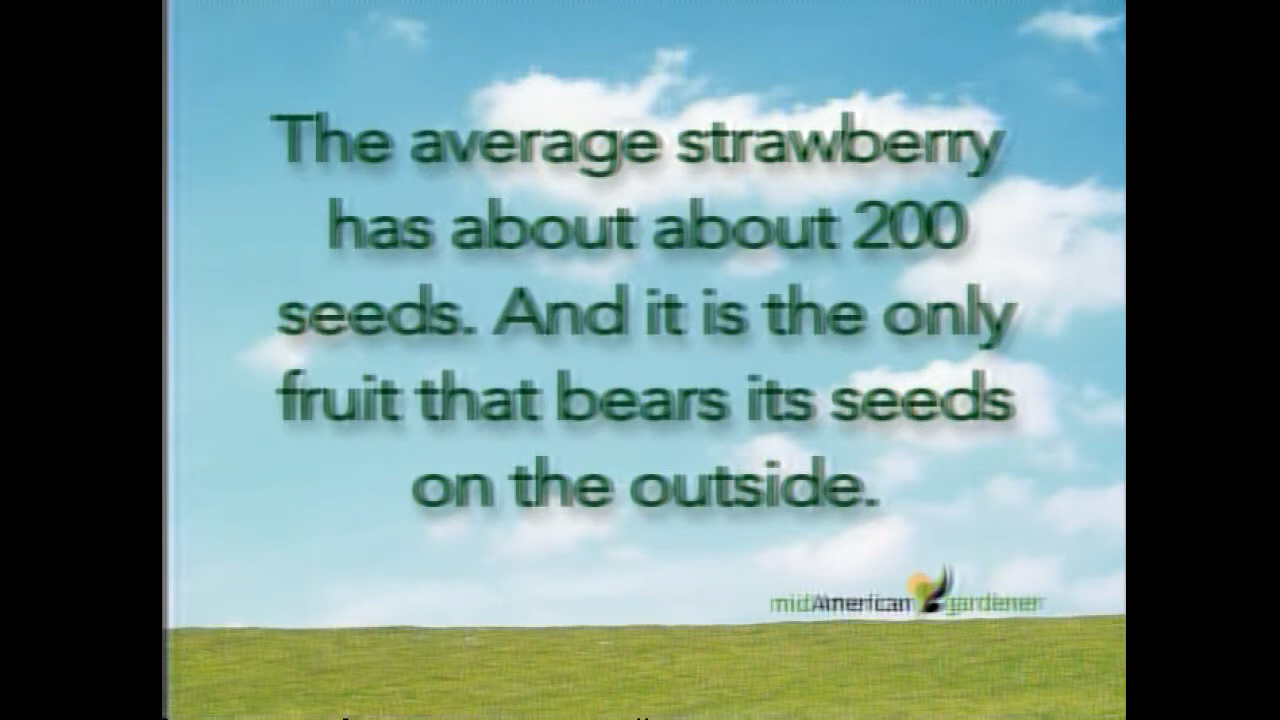 The average strawberry
has about about 200
seeds. And it is the only
fruit that bears its seeds
on the outside.
midAmerican gardener